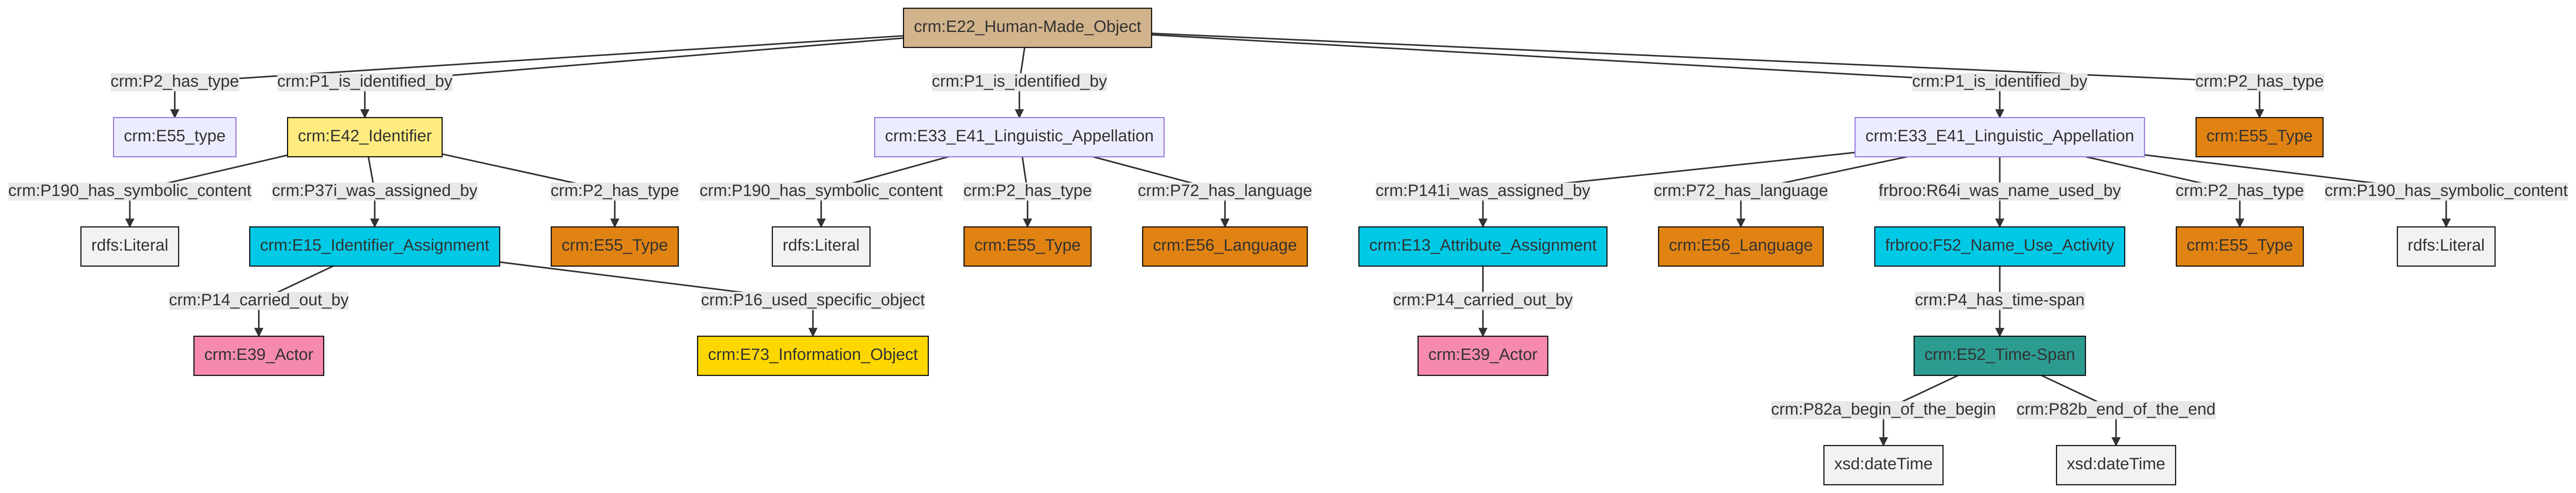 crm:E22_Human-Made_Object
crm:P2_has_type
crm:P1_is_identified_by
crm:P1_is_identified_by
crm:P1_is_identified_by
crm:P2_has_type
crm:E55_type
crm:E42_Identifier
crm:E33_E41_Linguistic_Appellation
crm:E33_E41_Linguistic_Appellation
crm:E55_Type
crm:P190_has_symbolic_content
crm:P37i_was_assigned_by
crm:P2_has_type
crm:P190_has_symbolic_content
crm:P2_has_type
crm:P72_has_language
crm:P141i_was_assigned_by
crm:P72_has_language
frbroo:R64i_was_name_used_by
crm:P2_has_type
crm:P190_has_symbolic_content
rdfs:Literal
crm:E15_Identifier_Assignment
crm:E55_Type
rdfs:Literal
crm:E55_Type
crm:E56_Language
crm:E13_Attribute_Assignment
crm:E56_Language
frbroo:F52_Name_Use_Activity
crm:E55_Type
rdfs:Literal
crm:P14_carried_out_by
crm:P16_used_specific_object
crm:P14_carried_out_by
crm:P4_has_time-span
crm:E39_Actor
crm:E73_Information_Object
crm:E39_Actor
crm:E52_Time-Span
crm:P82a_begin_of_the_begin
crm:P82b_end_of_the_end
xsd:dateTime
xsd:dateTime